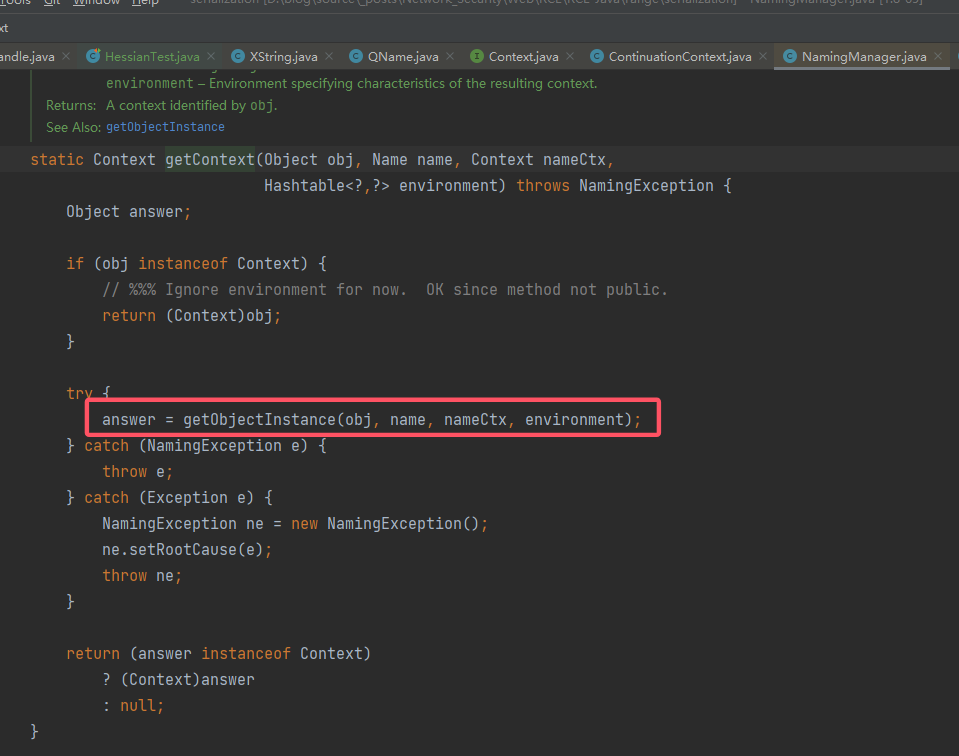 Tools Git Window Help serialization [D:\blog\source\_posts\Network_Security\Web\RCE\RCE-Java\range\serialization] - NamingManager.java [1.8-65]
xt
andle.java × HessianTest.java × XString.java × QName.java × Context.java × ContinuationContext.java × NamingManager.java ×
environment – Environment specifying characteristics of the resulting context.
Returns: A context identified by obj.
See Also: getObjectInstance
static Context getContext(Object obj, Name name, Context nameCtx,
Hashtable<?,?> environment) throws NamingException {
Object answer;
if (obj instanceof Context) {
// %%% Ignore environment for now.  OK since method not public.
return (Context)obj;
}
try {
answer = getObjectInstance(obj, name, nameCtx, environment);
} catch (NamingException e) {
throw e;
} catch (Exception e) {
NamingException ne = new NamingException();
ne.setRootCause(e);
throw ne;
}
return (answer instanceof Context)
? (Context)answer
: null;
}